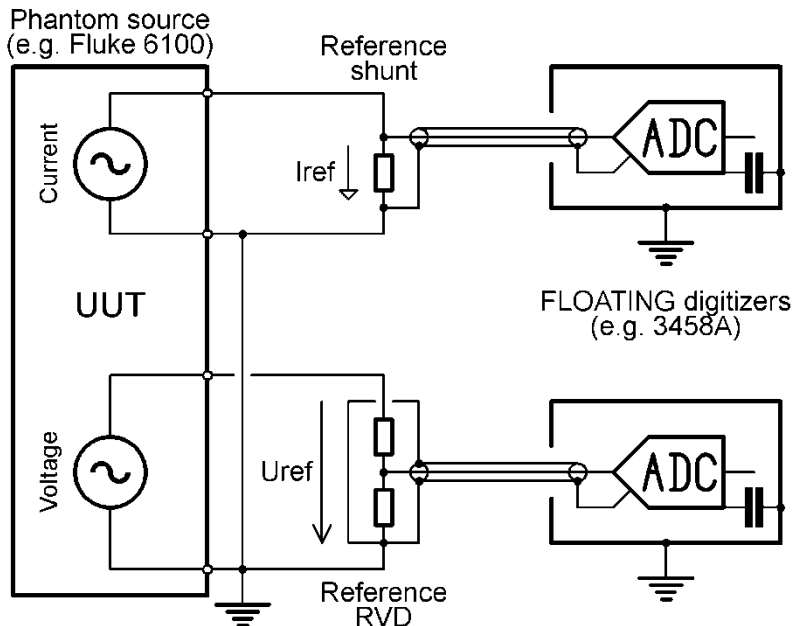 Phantom source
(e.g. Fluke 6100)
Reference
shunt
Current
Iref
ADC
UUT
FLOATING digitizers
(e.g. 3458A)
Voltage
Uref
ADC
Reference
RVD